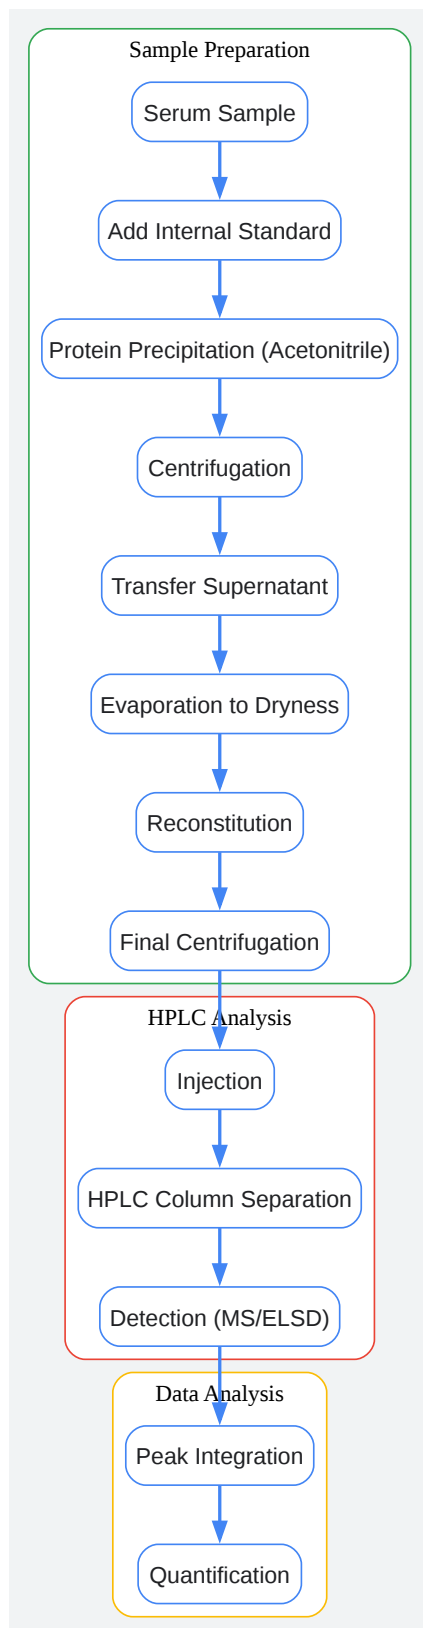 Sample Preparation
Serum Sample
Add Internal Standard
Protein Precipitation (Acetonitrile)
Centrifugation
Transfer Supernatant
Evaporation to Dryness
Reconstitution
Final Centrifugation
HPLC Analysis
Injection
HPLC Column Separation
Detection (MS/ELSD)
Data Analysis
Peak Integration
Quantification